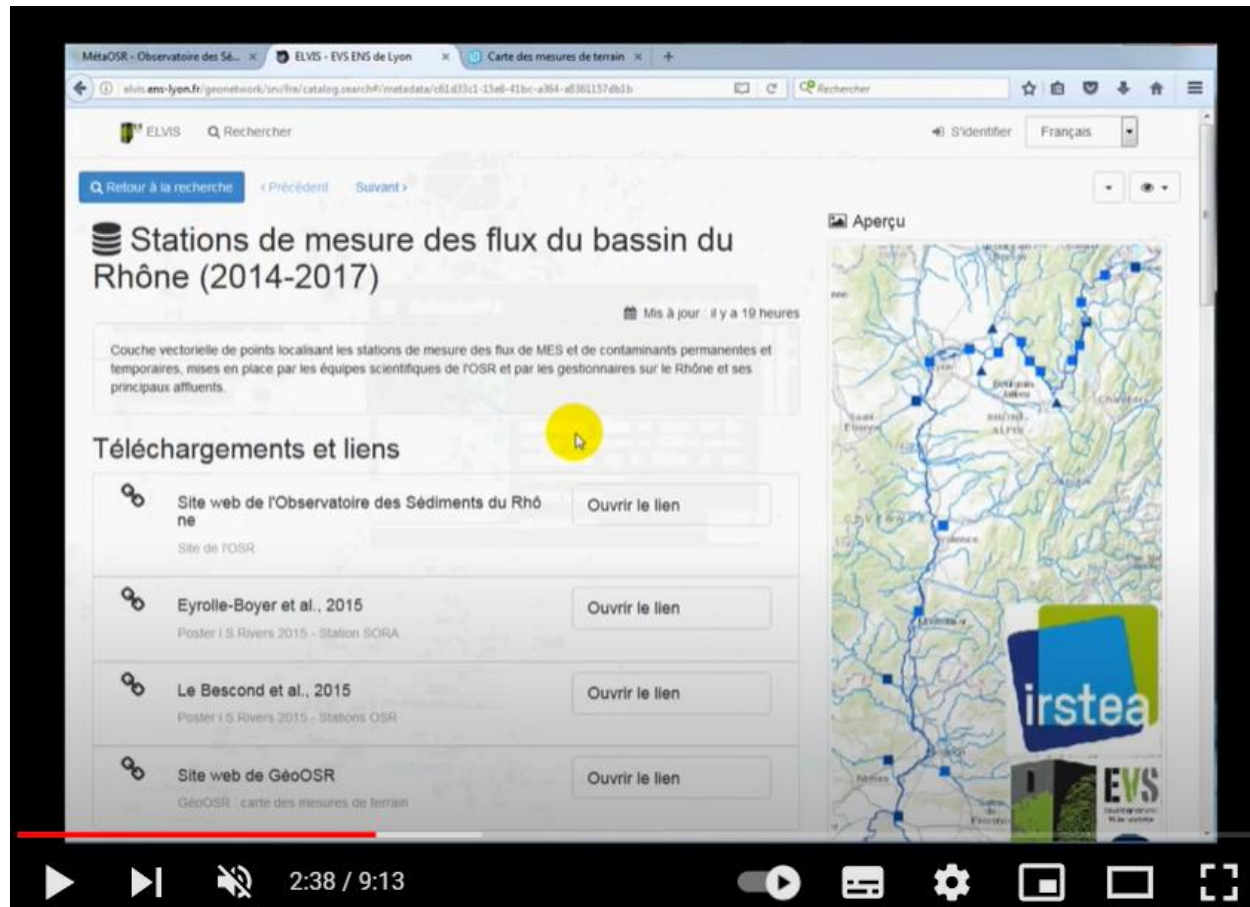 MétaOSR - Observatoire des Sé...
ELVIS - EVS ENS de Lyon
Carte des mesures de terrain
elvis.ens-lyon.fr/geonetwork/srv/fre/catalog.search#/metadata/c61d33c1-15e6-41bc-a364-a8361157db1b
Rechercher
ELVIS
Rechercher
S'identifier
Français
Retour à la recherche
‹ Précédent
Suivant ›
Aperçu
Stations de mesure des flux du bassin du
Rhône (2014-2017)
Mis à jour : il y a 19 heures
Couche vectorielle de points localisant les stations de mesure des flux de MES et de contaminants permanentes et
temporaires, mises en place par les équipes scientifiques de l'OSR et par les gestionnaires sur le Rhône et ses
principaux affluents.
Téléchargements et liens
Site web de l'Observatoire des Sédiments du Rhô
ne
Site de l'OSR
Ouvrir le lien
Eyrolle-Boyer et al., 2015
Poster I.S.Rivers 2015 - Station SORA
Ouvrir le lien
Le Bescond et al., 2015
Poster I.S.Rivers 2015 - Stations OSR
Ouvrir le lien
Site web de GéoOSR
GéoOSR : carte des mesures de terrain
Ouvrir le lien
irstea
EVS
2:38 / 9:13